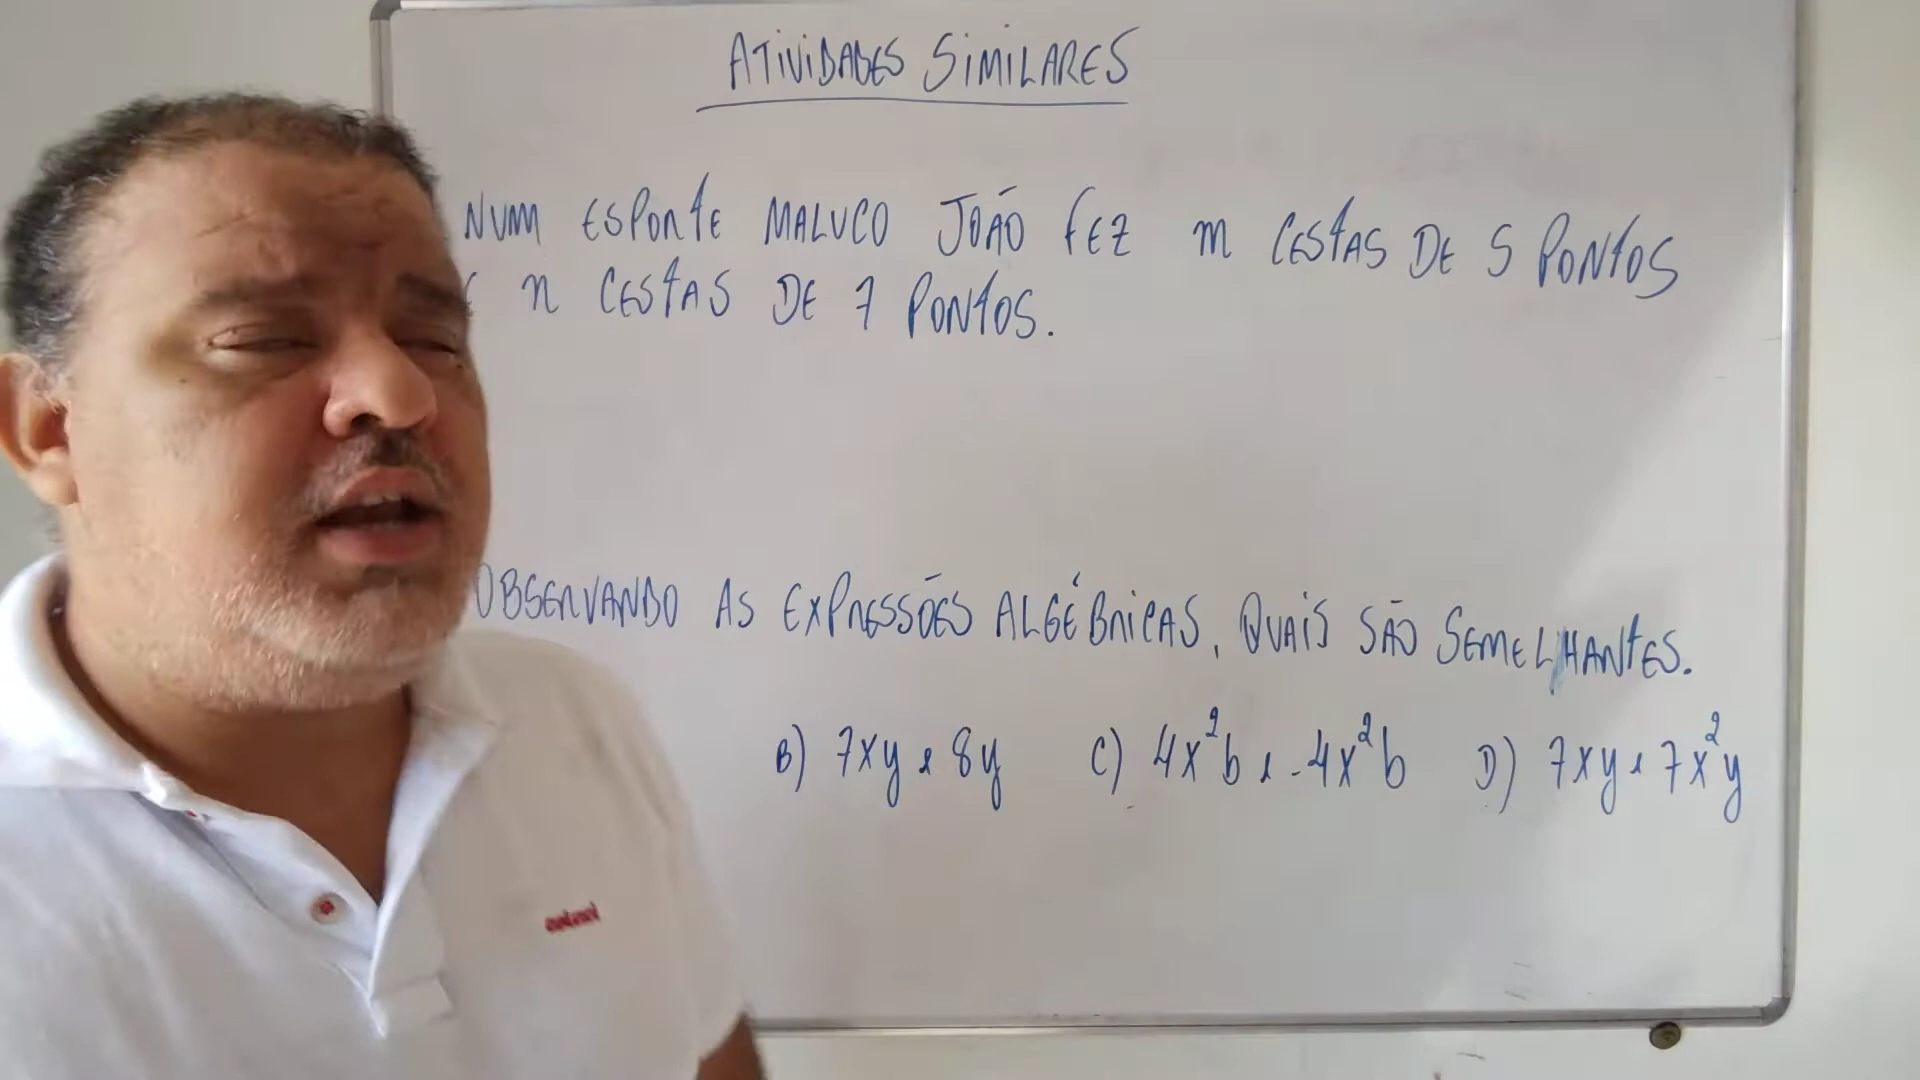 ATIVIDADES SIMILARES
NUM ESPORTE MALUCO JOÃO FEZ m CESTAS DE 5 PONTOS
n CESTAS DE 7 PONTOS.
OBSERVANDO AS EXPRESSÕES ALGÉBRICAS, QUAIS SÃO SEMELHANTES.
B) 7xy e 8y C) 4x²b e -4x²b D) 7xy e 7x²y